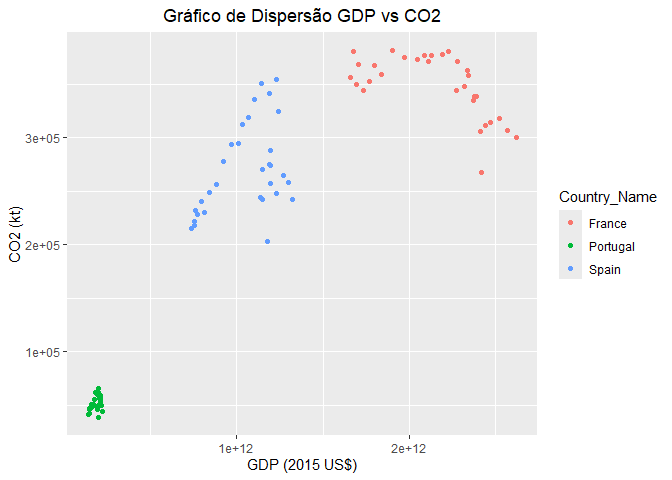 Gráfico de Dispersão GDP vs CO2
CO2 (kt)
3e+05
2e+05
1e+05
1e+12
2e+12
GDP (2015 US$)
Country_Name
France
Portugal
Spain